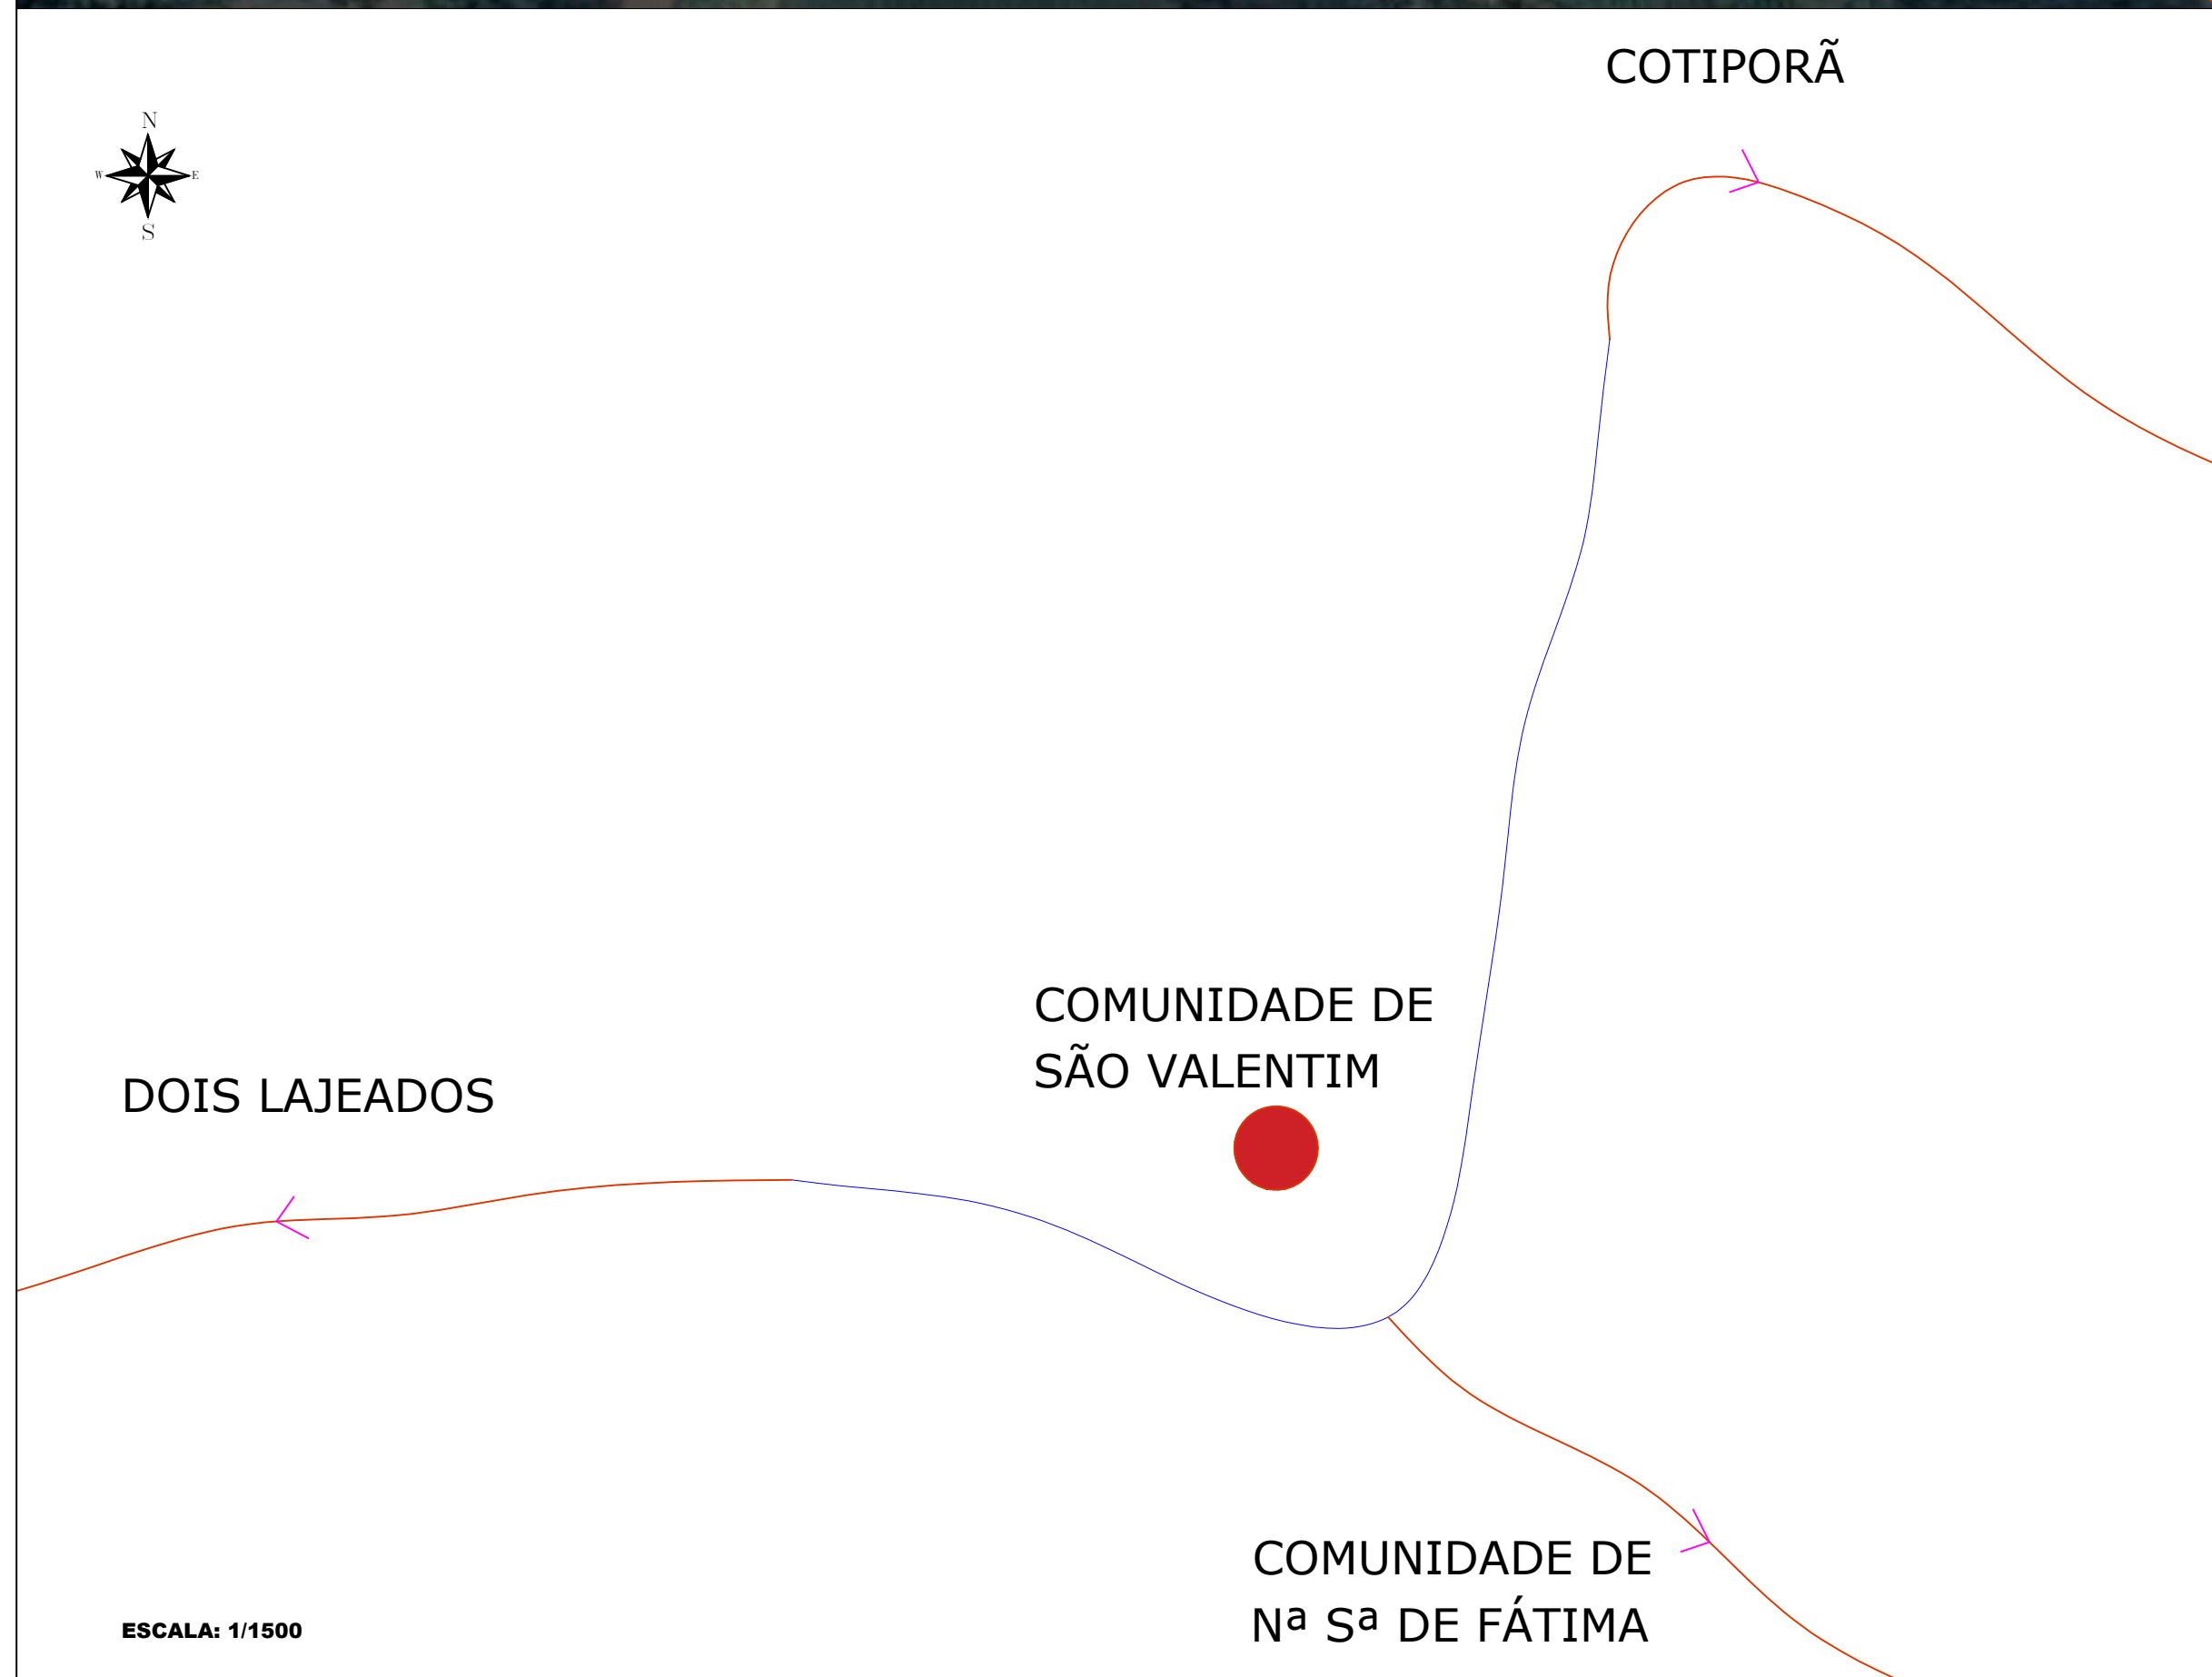 COTIPORÃ
N
W
E
S
COMUNIDADE DE
SÃO VALENTIM
DOIS LAJEADOS
COMUNIDADE DE
Nª Sª DE FÁTIMA
ESCALA: 1/1500